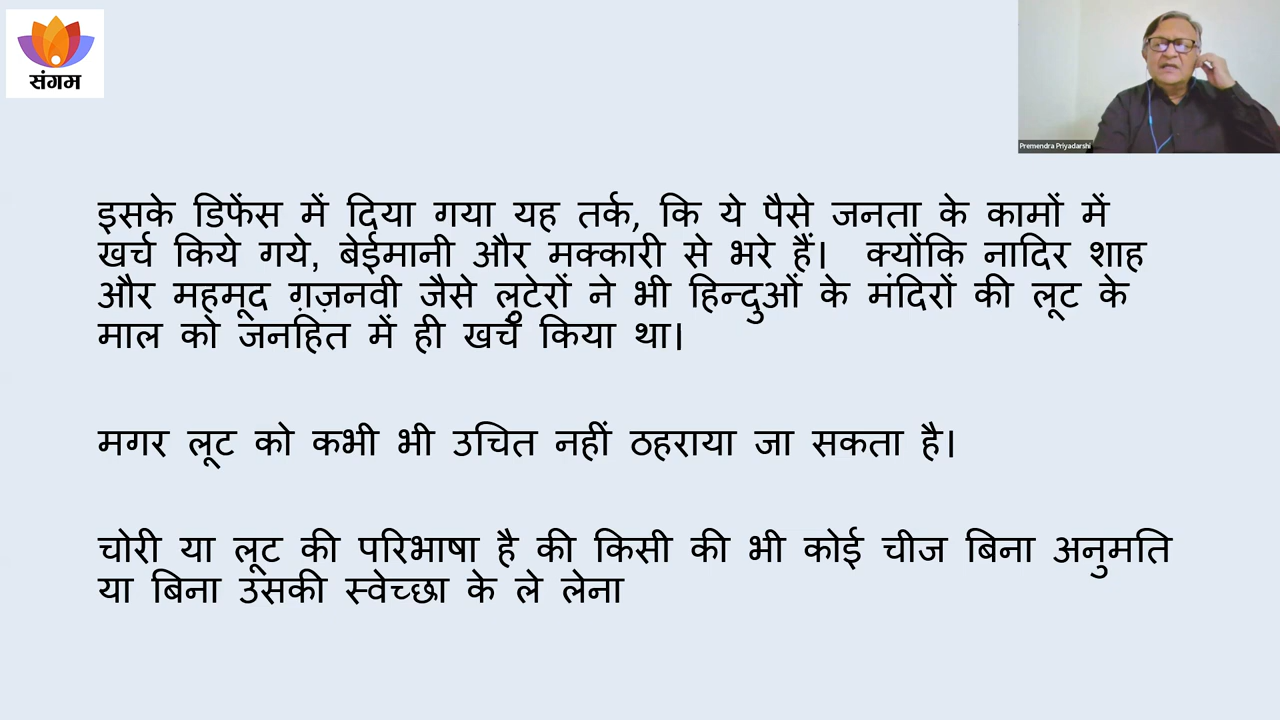 संगम
Premendra Priyadarshi
इसके डिफेंस में दिया गया यह तर्क, कि ये पैसे जनता के कामों में
खर्च किये गये, बेईमानी और मक्कारी से भरे हैं। क्योंकि नादिर शाह
और महमूद ग़ज़नवी जैसे लुटेरों ने भी हिन्दुओं के मंदिरों की लूट के
माल को जनहित में ही खर्च किया था।
मगर लूट को कभी भी उचित नहीं ठहराया जा सकता है।
चोरी या लूट की परिभाषा है की किसी की भी कोई चीज बिना अनुमति
या बिना उसकी स्वेच्छा के ले लेना